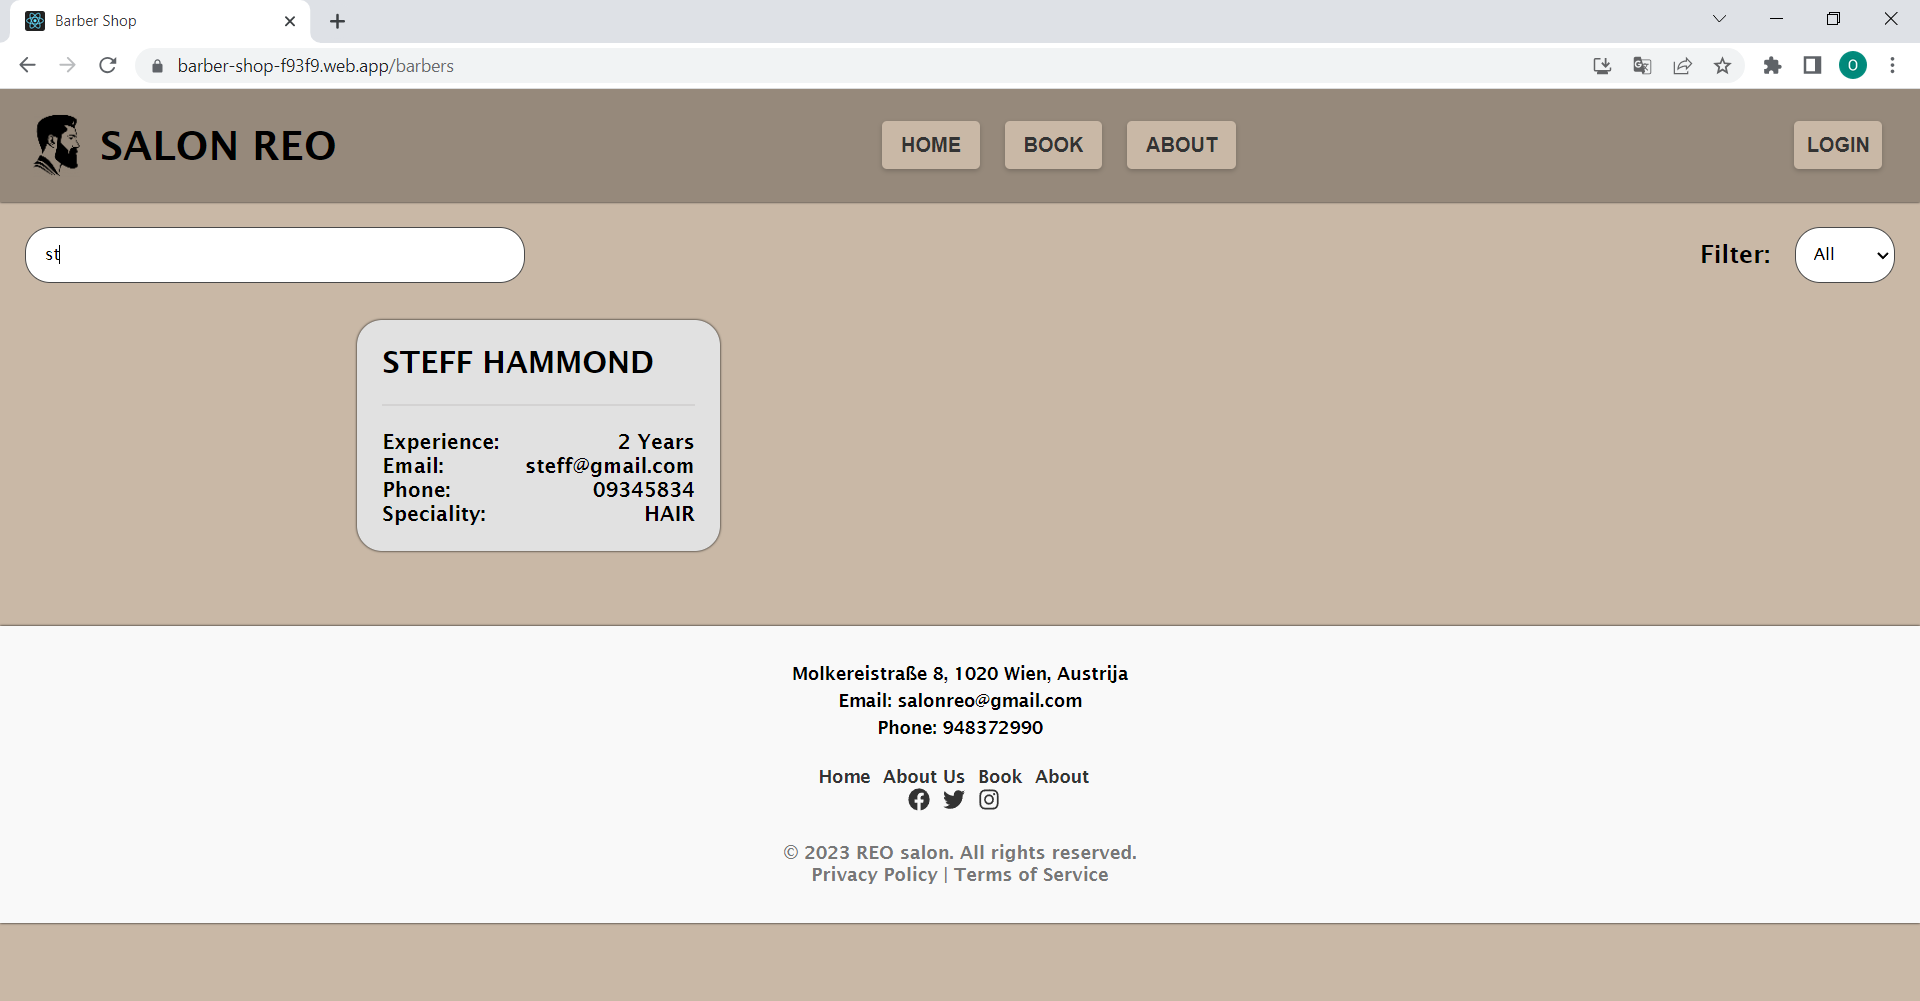 Barber Shop
barber-shop-f93f9.web.app/barbers
O
SALON REO
HOME
BOOK
ABOUT
LOGIN
st
Filter:
All
STEFF HAMMOND
Experience: 2 Years
Email: steff@gmail.com
Phone: 09345834
Speciality: HAIR
Molkereistraße 8, 1020 Wien, Austrija
Email: salonreo@gmail.com
Phone: 948372990
Home About Us Book About
© 2023 REO salon. All rights reserved.
Privacy Policy | Terms of Service